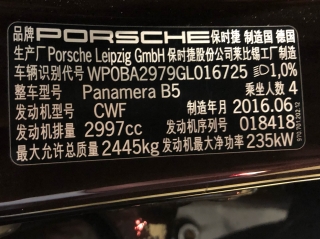 品牌 PORSCHE 保时捷 制造国 德国
生产厂 Porsche Leipzig GmbH 保时捷股份公司莱比锡工厂制造
车辆识别代号 WP0BA2979GL016725 1,0%
整车型号 Panamera B5 乘坐人数 4
发动机型号 CWF 制造年月 2016.06
发动机排量 2997cc 发动机序列号 018418
最大允许总质量 2445kg 发动机最大净功率 235kW
970.701.202.12